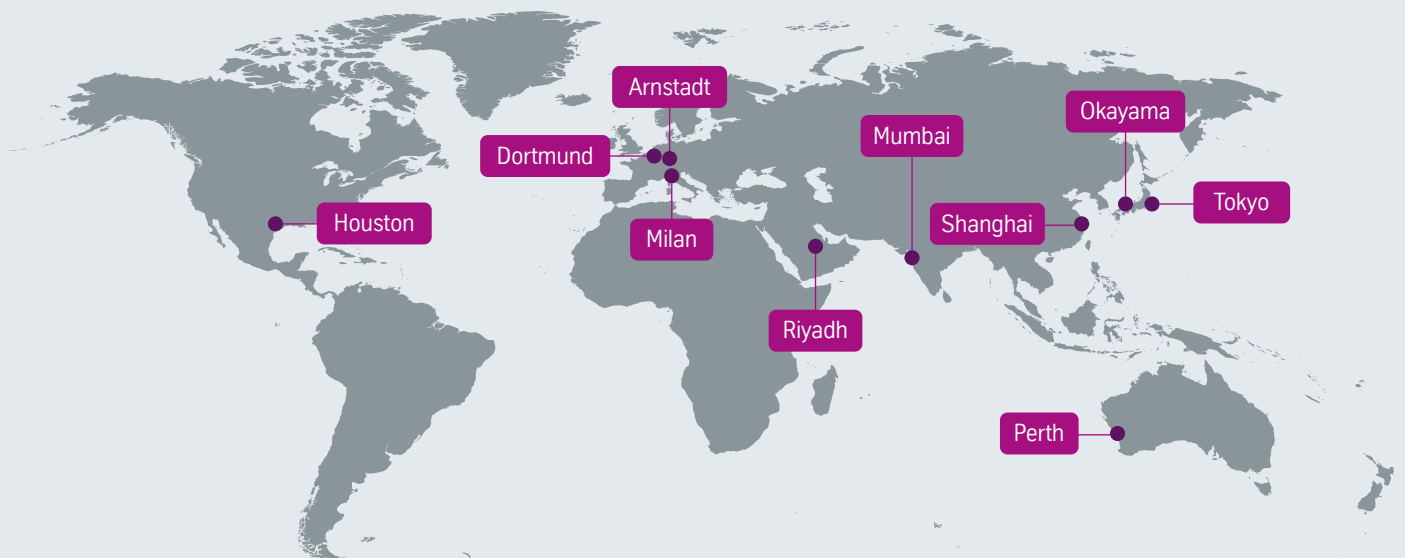 Arnstadt
Okayama
Mumbai
Dortmund
Tokyo
Houston
Shanghai
Milan
Riyadh
Perth